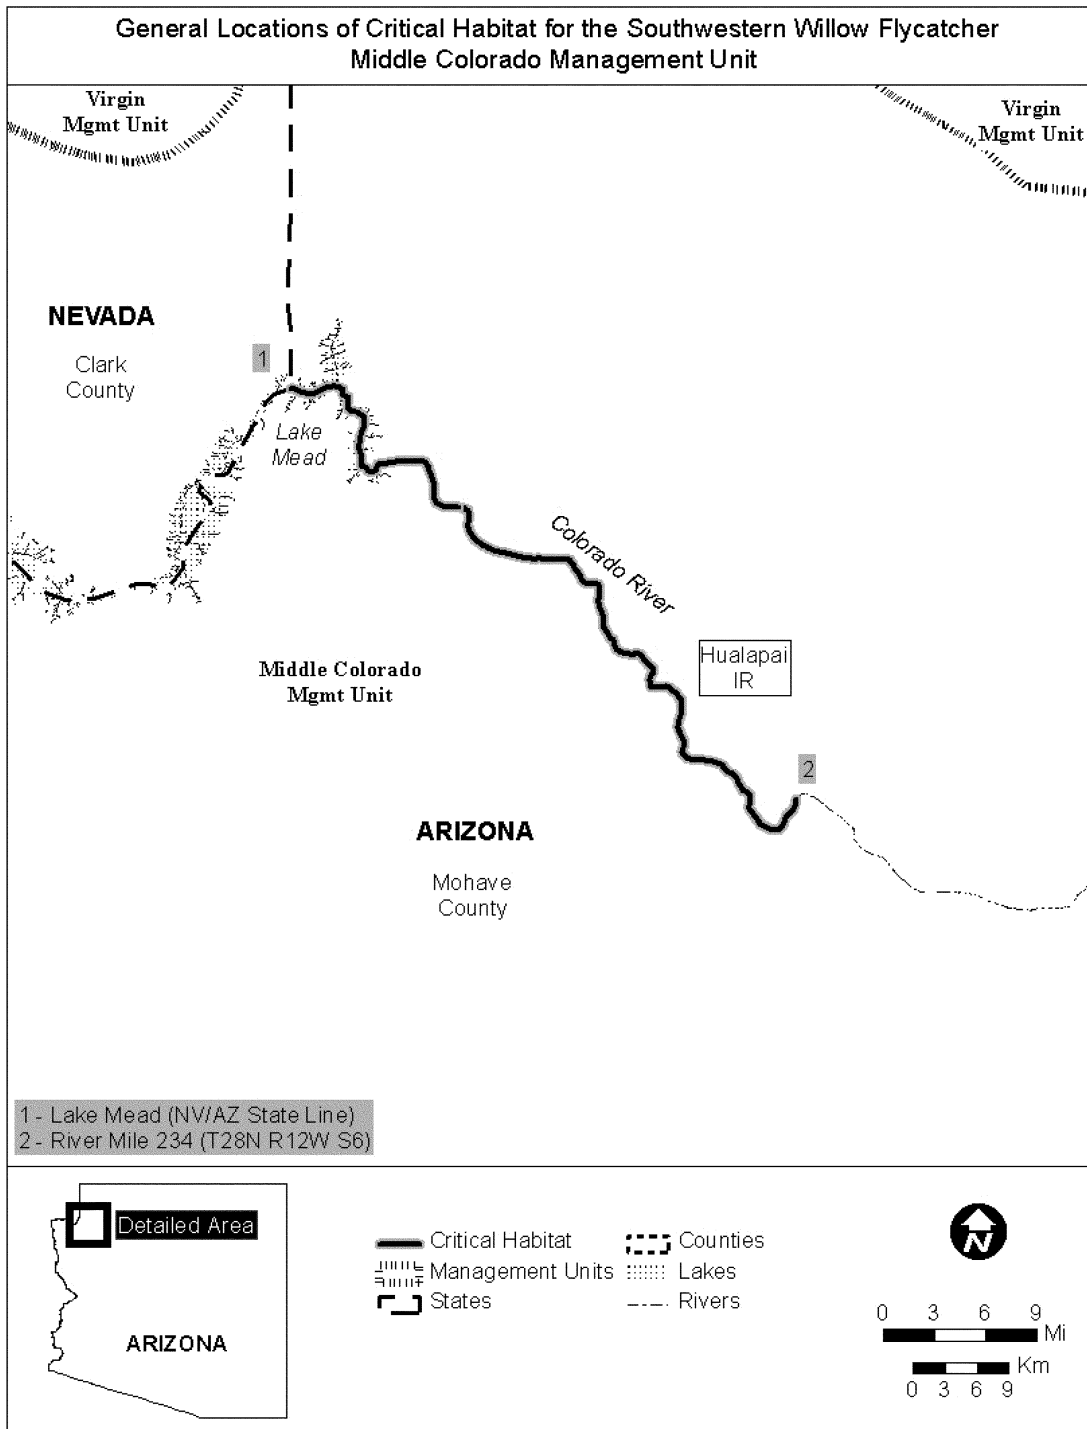 General Locations of Critical Habitat for the Southwestern Willow Flycatcher
Middle Colorado Management Unit
Virgin
Mgmt Unit
Virgin
Mgmt Unit
NEVADA
Clark
County
1
Lake
Mead
Colorado River
Hualapai
IR
Middle Colorado
Mgmt Unit
2
ARIZONA
Mohave
County
1 - Lake Mead (NV/AZ State Line)
2 - River Mile 234 (T28N R12W S6)
Detailed Area
ARIZONA
Critical Habitat
Management Units
States
Counties
Lakes
Rivers
N
0 3 6 9
Mi
Km
0 3 6 9